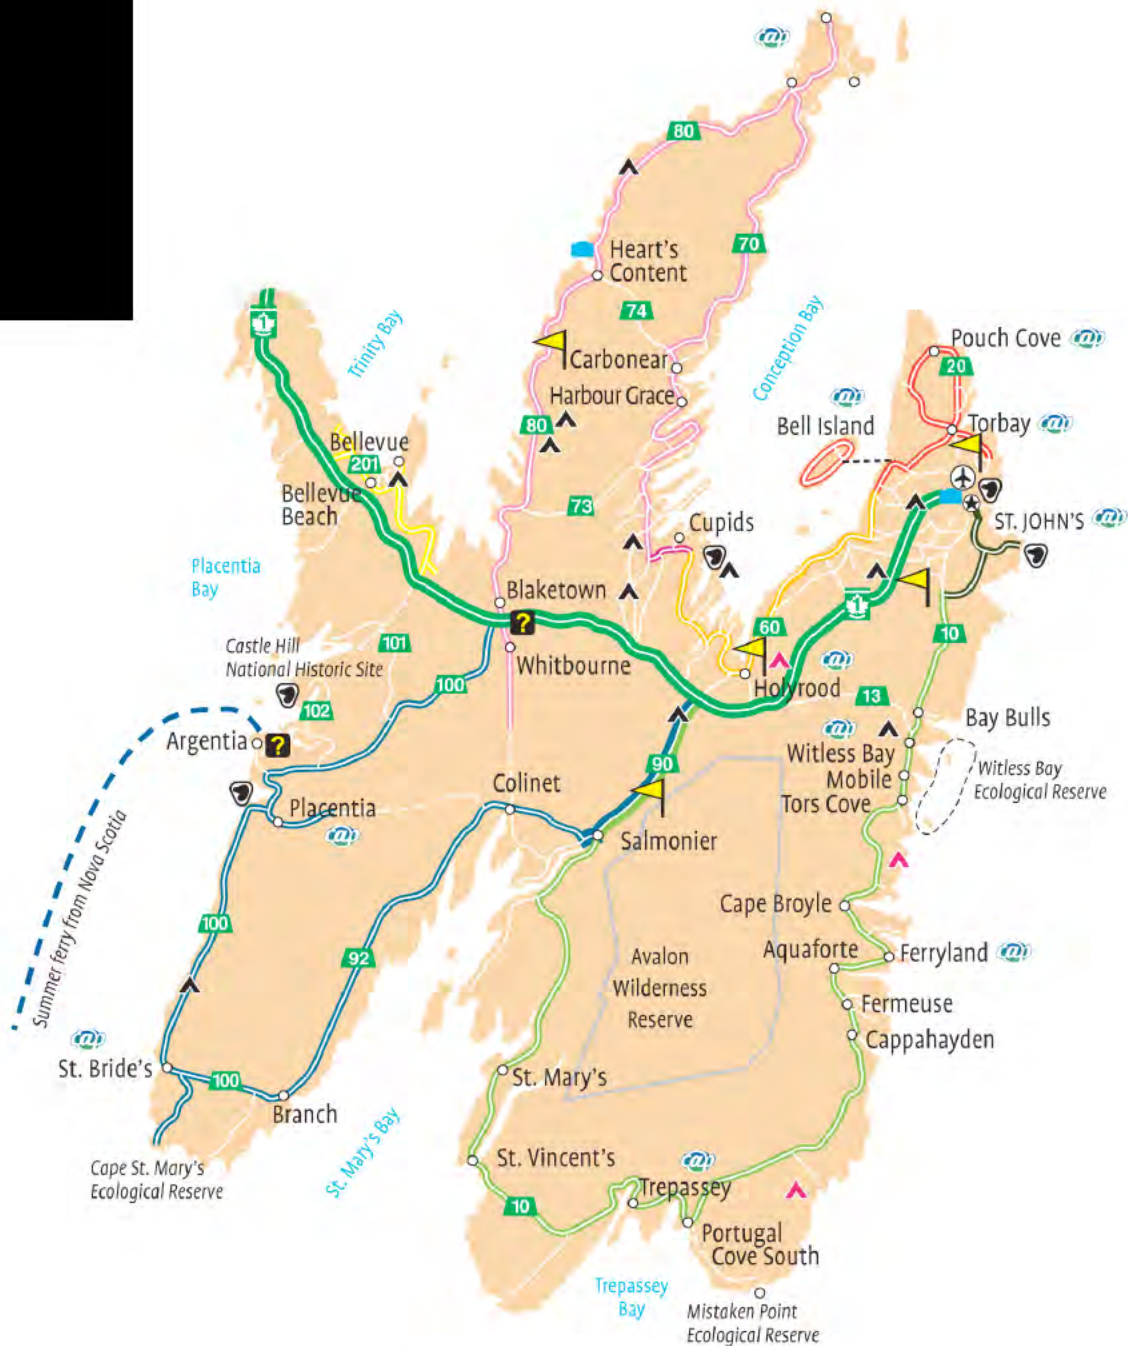 80
Heart's
Content
70
74
1
Trinity Bay
Conception Bay
Carbonear
Harbour Grace
Pouch Cove
20
Bell Island
Torbay
80
Bellevue
201
Bellevue
Beach
73
Cupids
ST. JOHN'S
Placentia
Bay
Blaketown
?
1
60
10
Castle Hill
National Historic Site
101
Whitbourne
100
Holyrood
13
102
Argentia
?
Bay Bulls
Witless Bay
Mobile
Tors Cove
Witless Bay
Ecological Reserve
90
Colinet
Placentia
Salmonier
Summer ferry from Nova Scotia
Cape Broyle
100
92
Aquaforte
Ferryland
Avalon
Wilderness
Reserve
Fermeuse
Cappahayden
St. Bride's
100
St. Mary's
Branch
St. Mary's Bay
Cape St. Mary's
Ecological Reserve
St. Vincent's
Trepassey
10
Portugal
Cove South
Trepassey
Bay
Mistaken Point
Ecological Reserve